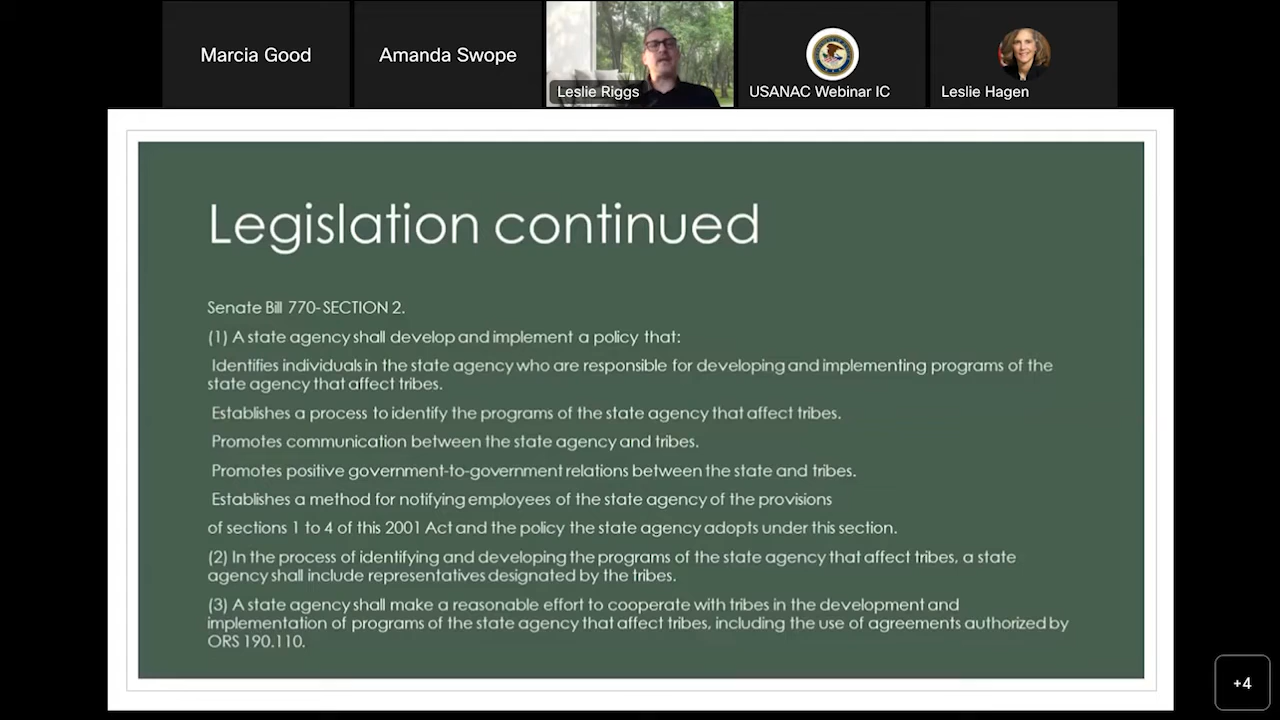 Marcia Good
Amanda Swope
Leslie Riggs
USANAC Webinar IC
Leslie Hagen
Legislation continued
Senate Bill 770-SECTION 2.
(1) A state agency shall develop and implement a policy that:
Identifies individuals in the state agency who are responsible for developing and implementing programs of the
state agency that affect tribes.
Establishes a process to identify the programs of the state agency that affect tribes.
Promotes communication between the state agency and tribes.
Promotes positive government-to-government relations between the state and tribes.
Establishes a method for notifying employees of the state agency of the provisions
of sections 1 to 4 of this 2001 Act and the policy the state agency adopts under this section.
(2) In the process of identifying and developing the programs of the state agency that affect tribes, a state
agency shall include representatives designated by the tribes.
(3) A state agency shall make a reasonable effort to cooperate with tribes in the development and
implementation of programs of the state agency that affect tribes, including the use of agreements authorized by
ORS 190.110.
+4